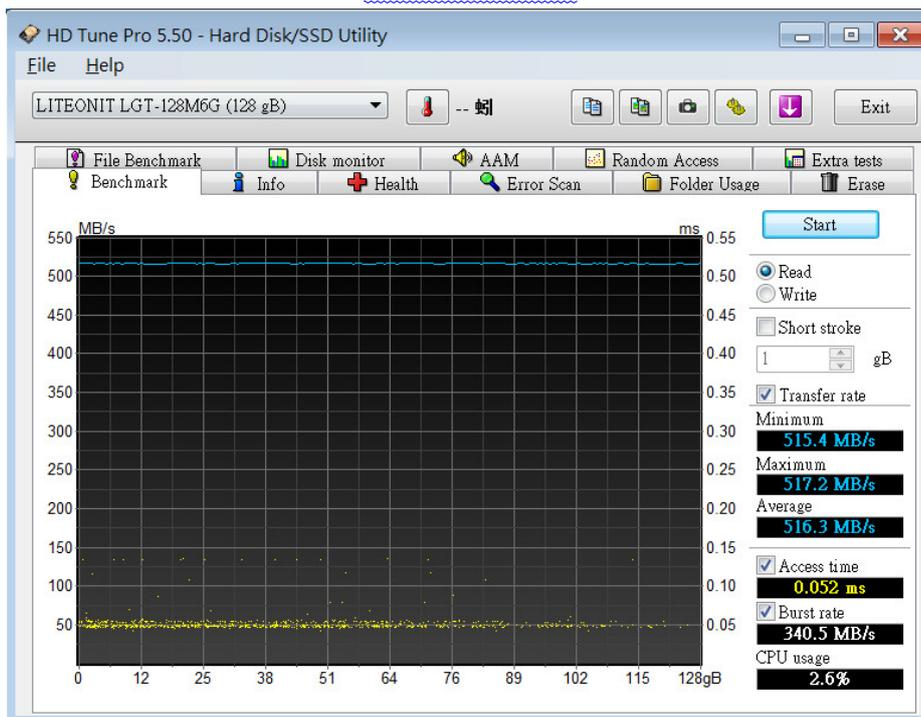 HD Tune Pro 5.50 - Hard Disk/SSD Utility
File Help
LITEONIT LGT-128M6G (128 gB) -- 蚓 Exit
File Benchmark Disk monitor AAM Random Access Extra tests
Benchmark Info Health Error Scan Folder Usage Erase
MB/s ms
550 0.55
500 0.50
450 0.45
400 0.40
350 0.35
300 0.30
250 0.25
200 0.20
150 0.15
100 0.10
50 0.05
0 12 25 38 51 64 76 89 102 115 128gB
Start
Read
Write
Short stroke
1 gB
Transfer rate
Minimum
515.4 MB/s
Maximum
517.2 MB/s
Average
516.3 MB/s
Access time
0.052 ms
Burst rate
340.5 MB/s
CPU usage
2.6%